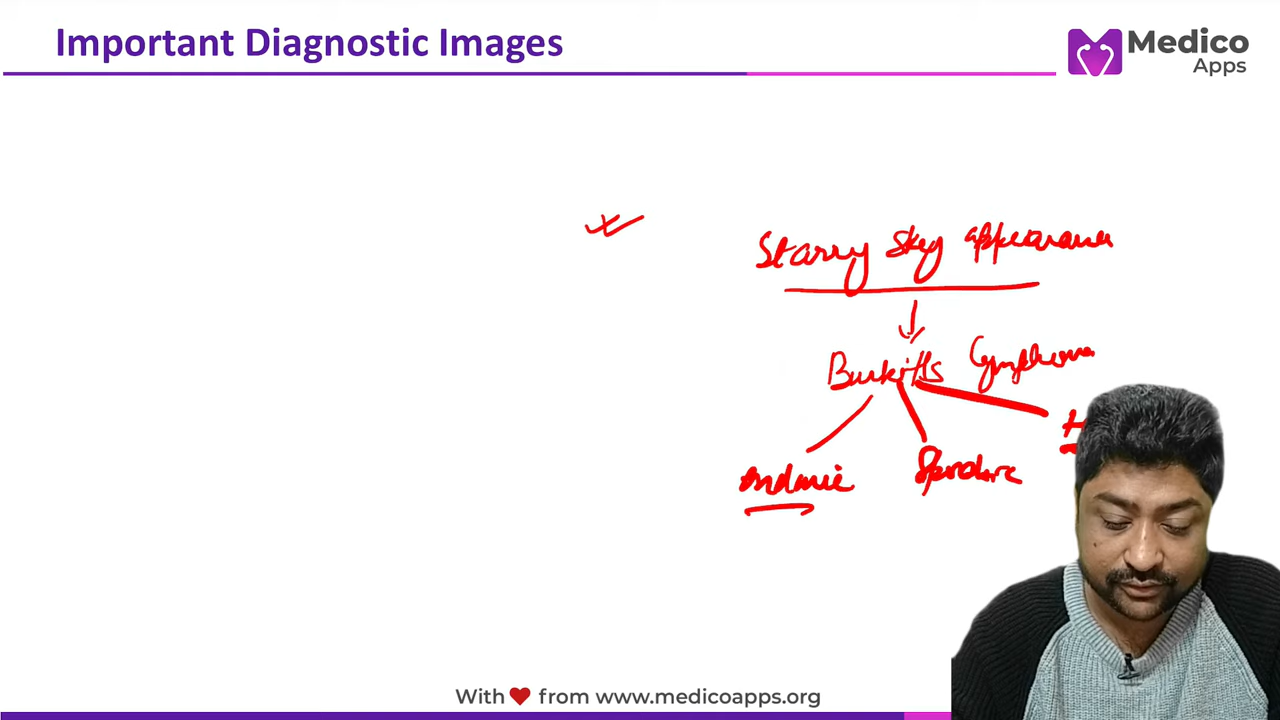 Important Diagnostic Images
Medico
Apps
Starry sky appearance
Burkitts Lymphoma
Endemic Sporadic H
With from www.medicoapps.org